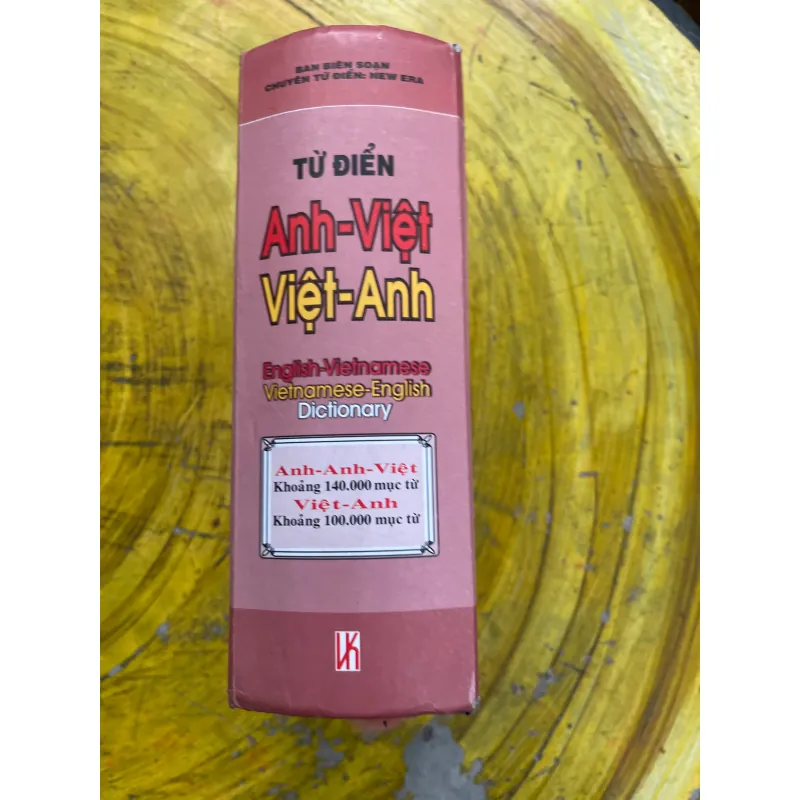 BAN BIÊN SOẠN
CHUYÊN TỪ ĐIỂN: NEW ERA
TỪ ĐIỂN
Anh-Việt
Việt-Anh
English-Vietnamese
Vietnamese-English
Dictionary
Anh-Anh-Việt
Khoảng 140.000 mục từ
Việt-Anh
Khoảng 100.000 mục từ
VK